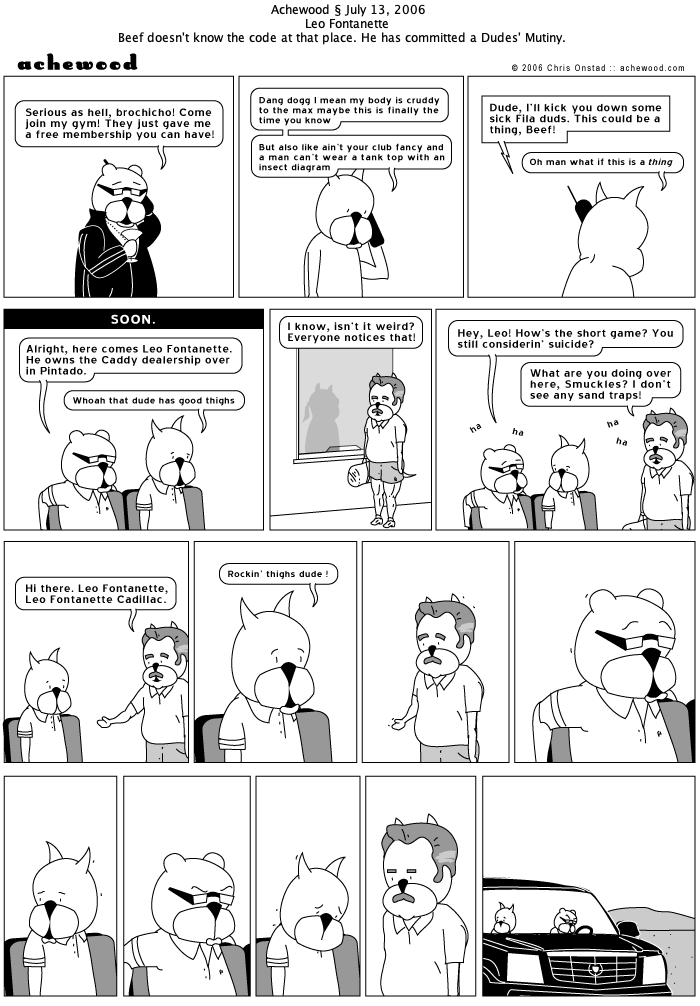 Achewood § July 13, 2006
Leo Fontanette
Beef doesn't know the code at that place. He has committed a Dudes' Mutiny.
achewood
© 2006 Chris Onstad :: achewood.com
Serious as hell, brochicho! Come
join my gym! They just gave me
a free membership you can have!
Dang dogg I mean my body is cruddy
to the max maybe this is finally the
time you know
But also like ain't your club fancy and
a man can't wear a tank top with an
insect diagram
Dude, I'll kick you down some
sick Fila duds. This could be a
thing, Beef!
Oh man what if this is a thing
SOON.
Alright, here comes Leo Fontanette.
He owns the Caddy dealership over
in Pintado.
Whoah that dude has good thighs
I know, isn't it weird?
Everyone notices that!
Hey, Leo! How's the short game? You
still considerin' suicide?
What are you doing over
here, Smuckles? I don't
see any sand traps!
ha
ha
ha
ha
Hi there. Leo Fontanette,
Leo Fontanette Cadillac.
Rockin' thighs dude !